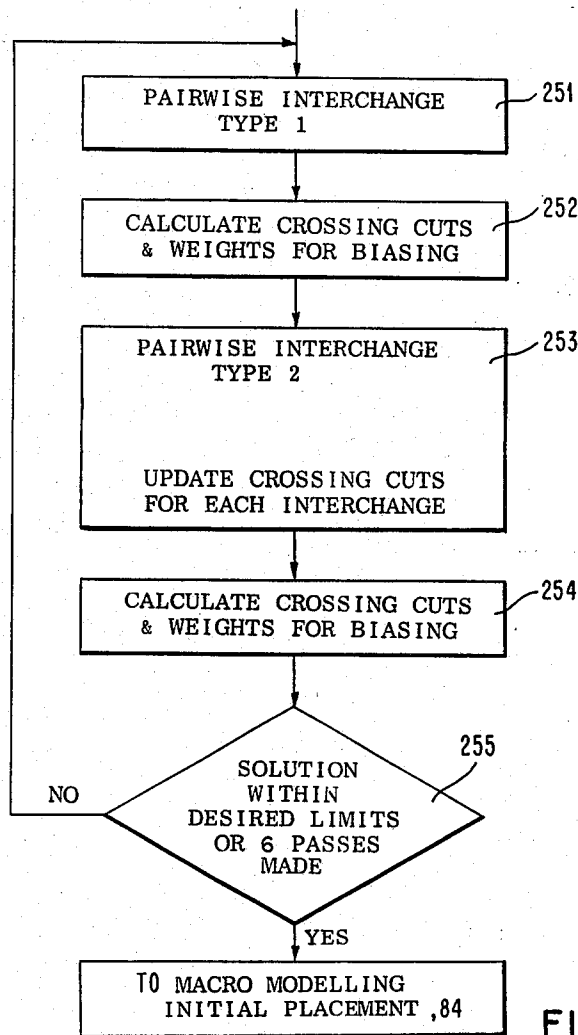 PAIRWISE INTERCHANGE
TYPE 1
251
CALCULATE CROSSING CUTS
& WEIGHTS FOR BIASING
252
PAIRWISE INTERCHANGE
TYPE 2
253
UPDATE CROSSING CUTS
FOR EACH INTERCHANGE
CALCULATE CROSSING CUTS
& WEIGHTS FOR BIASING
254
SOLUTION
WITHIN
DESIRED LIMITS
OR 6 PASSES
MADE
255
NO
YES
TO MACRO MODELLING
INITIAL PLACEMENT ,84